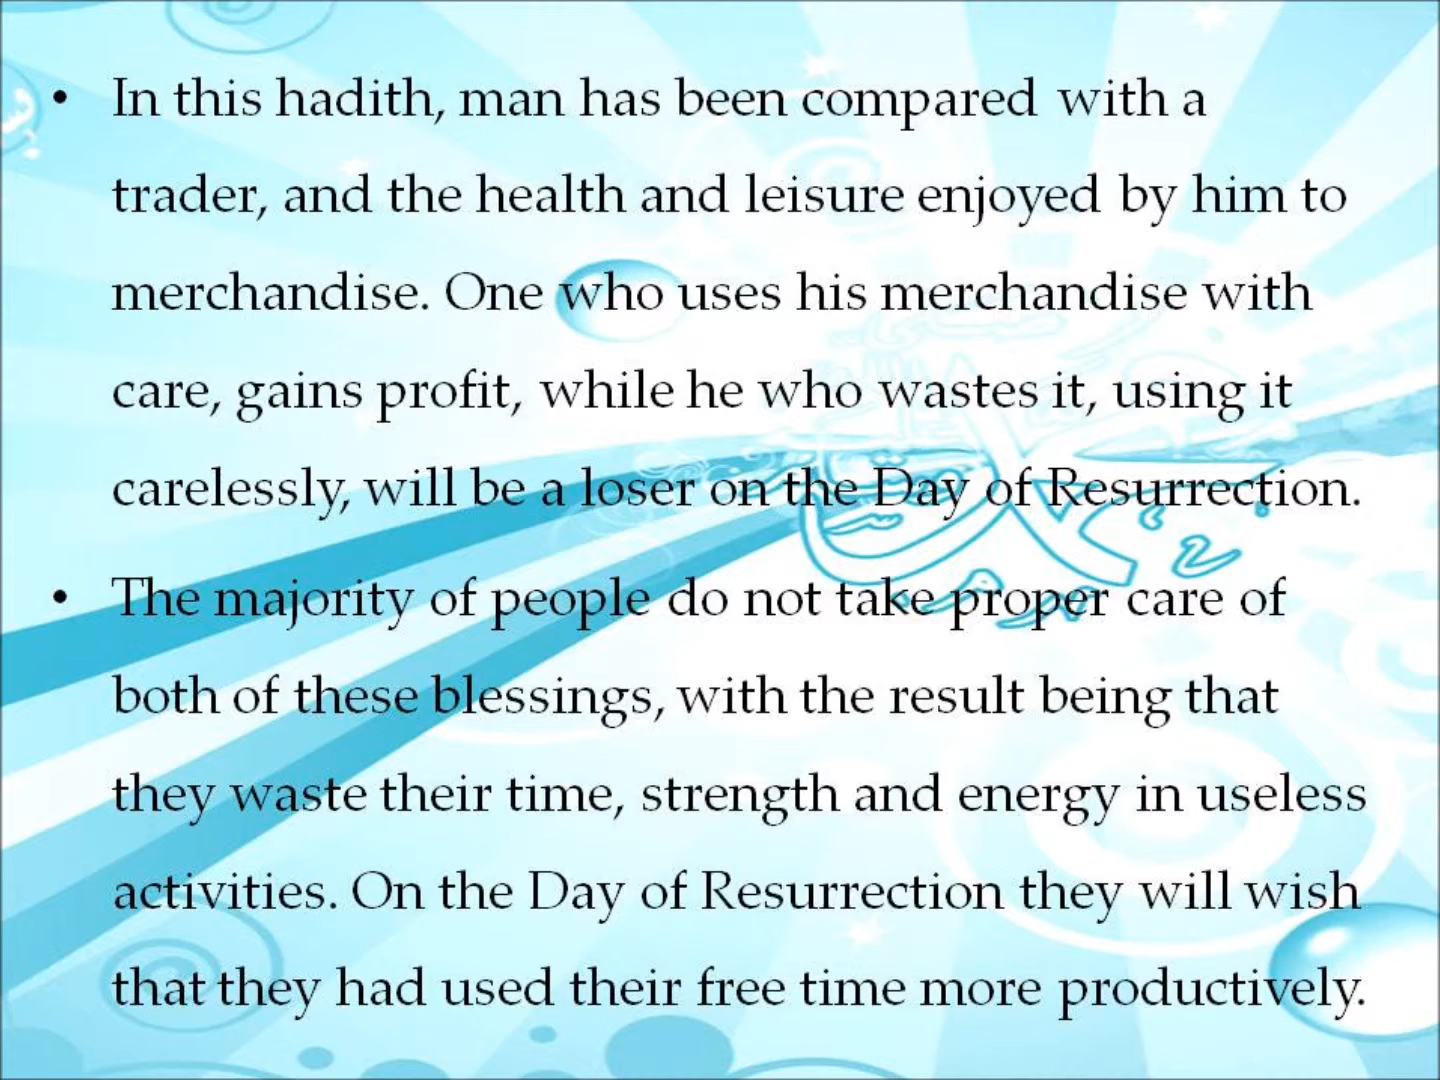 • In this hadith, man has been compared with a
trader, and the health and leisure enjoyed by him to
merchandise. One who uses his merchandise with
care, gains profit, while he who wastes it, using it
carelessly, will be a loser on the Day of Resurrection.
• The majority of people do not take proper care of
both of these blessings, with the result being that
they waste their time, strength and energy in useless
activities. On the Day of Resurrection they will wish
that they had used their free time more productively.